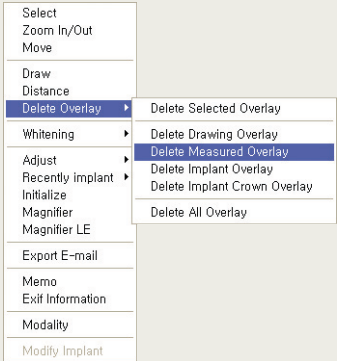 Select
Zoom In/Out
Move
Draw
Distance
Delete Overlay
Whitening
Adjust
Recently implant
Initialize
Magnifier
Magnifier LE
Export E-mail
Memo
Exif Information
Modality
Modify Implant
Delete Selected Overlay
Delete Drawing Overlay
Delete Measured Overlay
Delete Implant Overlay
Delete Implant Crown Overlay
Delete All Overlay